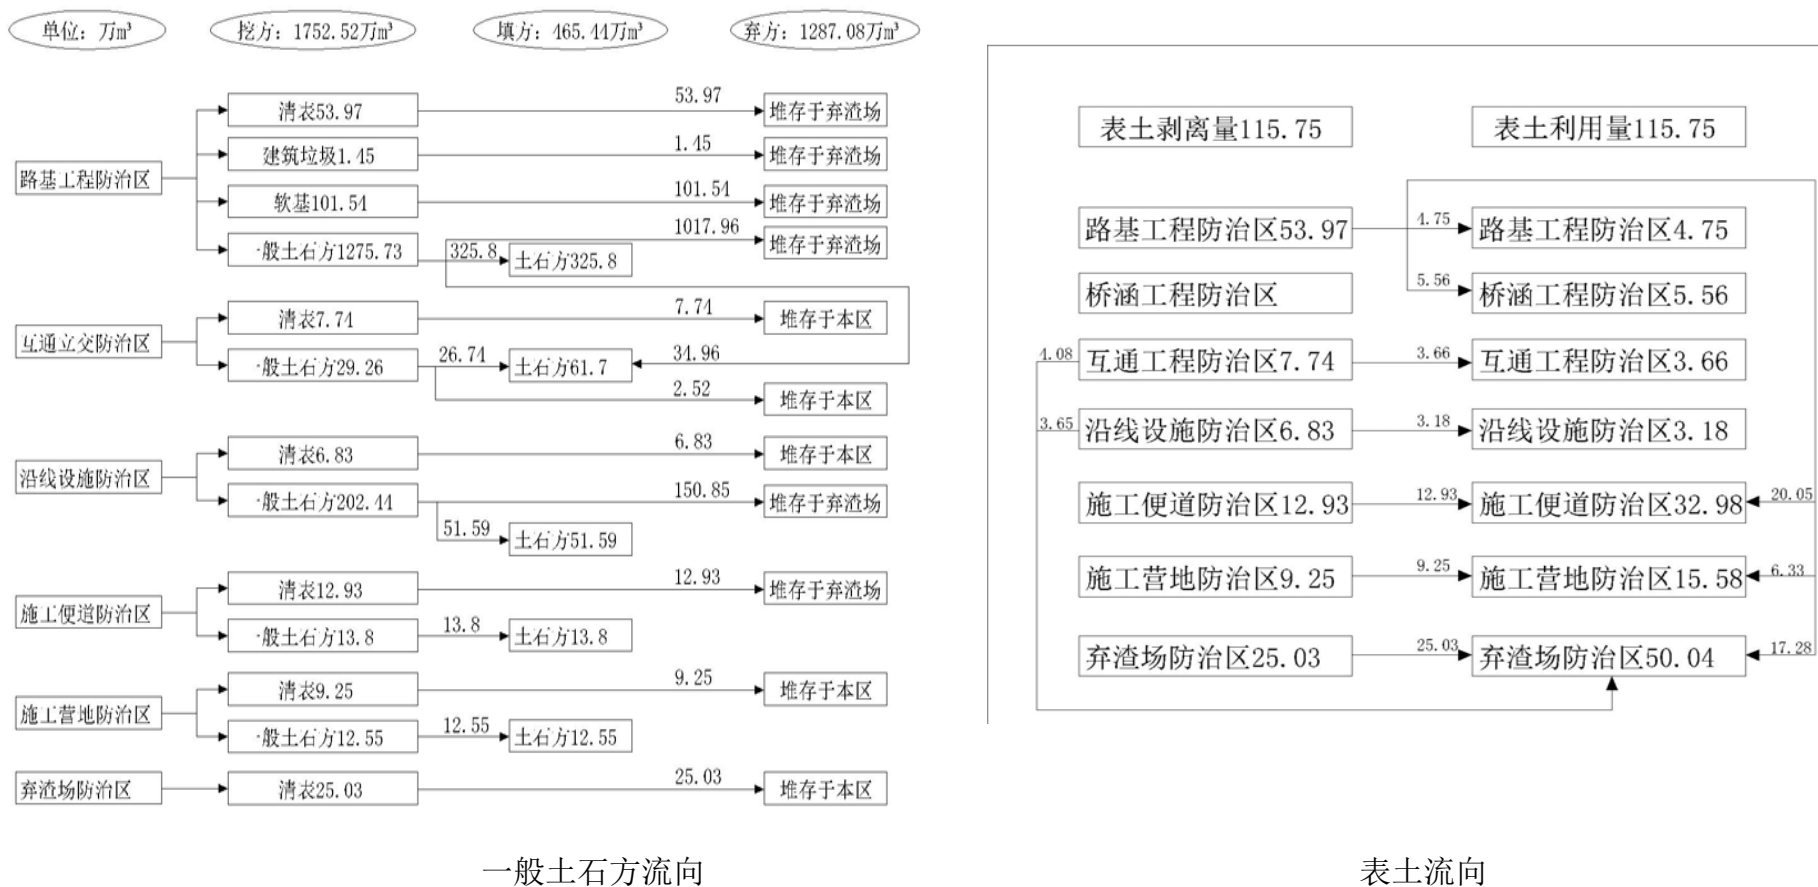 单位：万m³
挖方：1752.52万m³
填方：465.44万m³
弃方：1287.08万m³
路基工程防治区
清表53.97
53.97
堆存于弃渣场
建筑垃圾1.45
1.45
堆存于弃渣场
软基101.54
101.54
堆存于弃渣场
一般土石方1275.73
1017.96
堆存于弃渣场
325.8
土石方325.8
互通立交防治区
清表7.74
7.74
堆存于本区
一般土石方29.26
26.74
土石方61.7
34.96
2.52
堆存于本区
沿线设施防治区
清表6.83
6.83
堆存于本区
一般土石方202.44
150.85
堆存于弃渣场
51.59
土石方51.59
施工便道防治区
清表12.93
12.93
堆存于弃渣场
一般土石方13.8
13.8
土石方13.8
施工营地防治区
清表9.25
9.25
堆存于本区
一般土石方12.55
12.55
土石方12.55
弃渣场防治区
清表25.03
25.03
堆存于本区
一般土石方流向
表土剥离量115.75
表土利用量115.75
路基工程防治区53.97
4.75
路基工程防治区4.75
桥涵工程防治区
5.56
桥涵工程防治区5.56
4.08
互通工程防治区7.74
3.66
互通工程防治区3.66
3.65
沿线设施防治区6.83
3.18
沿线设施防治区3.18
施工便道防治区12.93
12.93
施工便道防治区32.98
20.05
施工营地防治区9.25
9.25
施工营地防治区15.58
6.33
弃渣场防治区25.03
25.03
弃渣场防治区50.04
17.28
表土流向